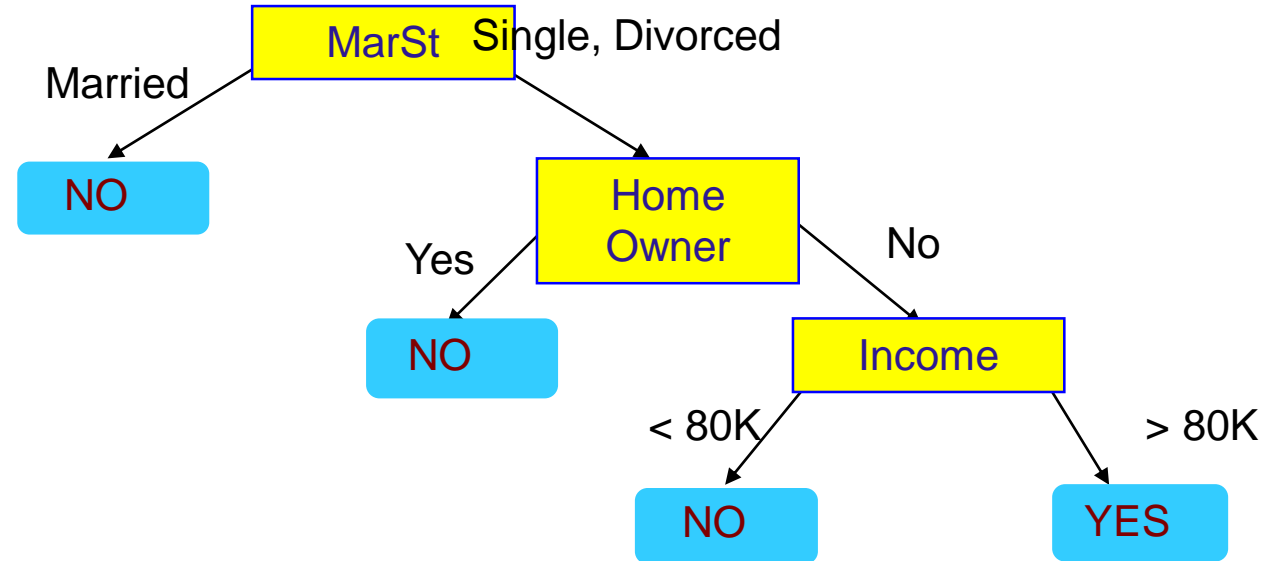 MarSt
Single, Divorced
Married
NO
Home
Owner
Yes
No
NO
Income
< 80K
> 80K
NO
YES